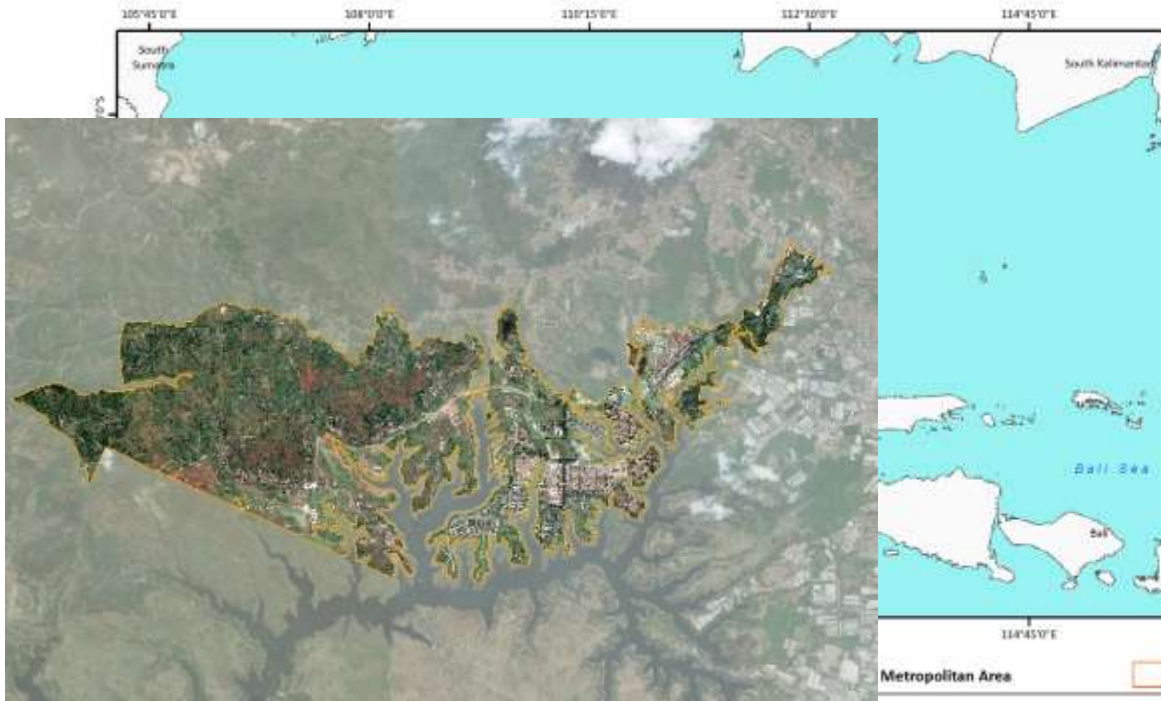 105°45'0"E 108°0'0"E 110°15'0"E 112°30'0"E 114°45'0"E
South
Sumatra
South Kalimantan
0"S
Bali Sea
Bali
114°45'0"E
Metropolitan Area